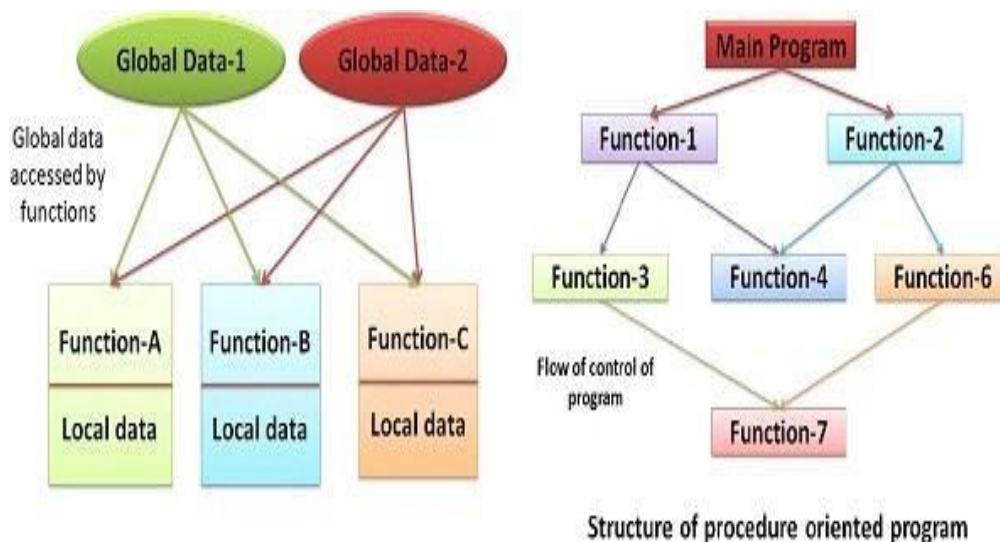 Global Data-1
Global Data-2
Global data
accessed by
functions
Function-A
Function-B
Function-C
Local data
Local data
Local data
Main Program
Function-1
Function-2
Function-3
Function-4
Function-6
Flow of control of
program
Function-7
Structure of procedure oriented program